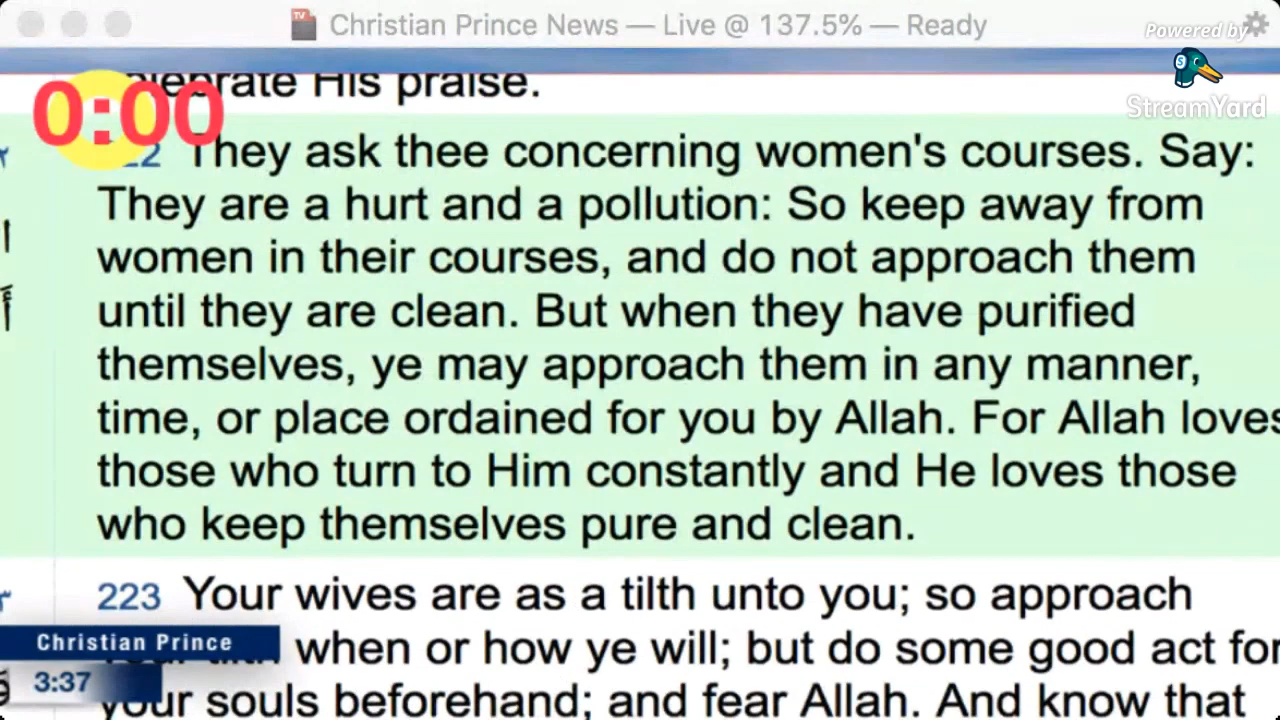 Christian Prince News — Live @ 137.5% — Ready
Powered by
StreamYard
TV
His praise.
0:00
They ask thee concerning women's courses. Say:
They are a hurt and a pollution: So keep away from
women in their courses, and do not approach them
until they are clean. But when they have purified
themselves, ye may approach them in any manner,
time, or place ordained for you by Allah. For Allah loves
those who turn to Him constantly and He loves those
who keep themselves pure and clean.
223 Your wives are as a tilth unto you; so approach
Christian Prince
when or how ye will; but do some good act for
3:37
your souls beforehand; and fear Allah. And know that